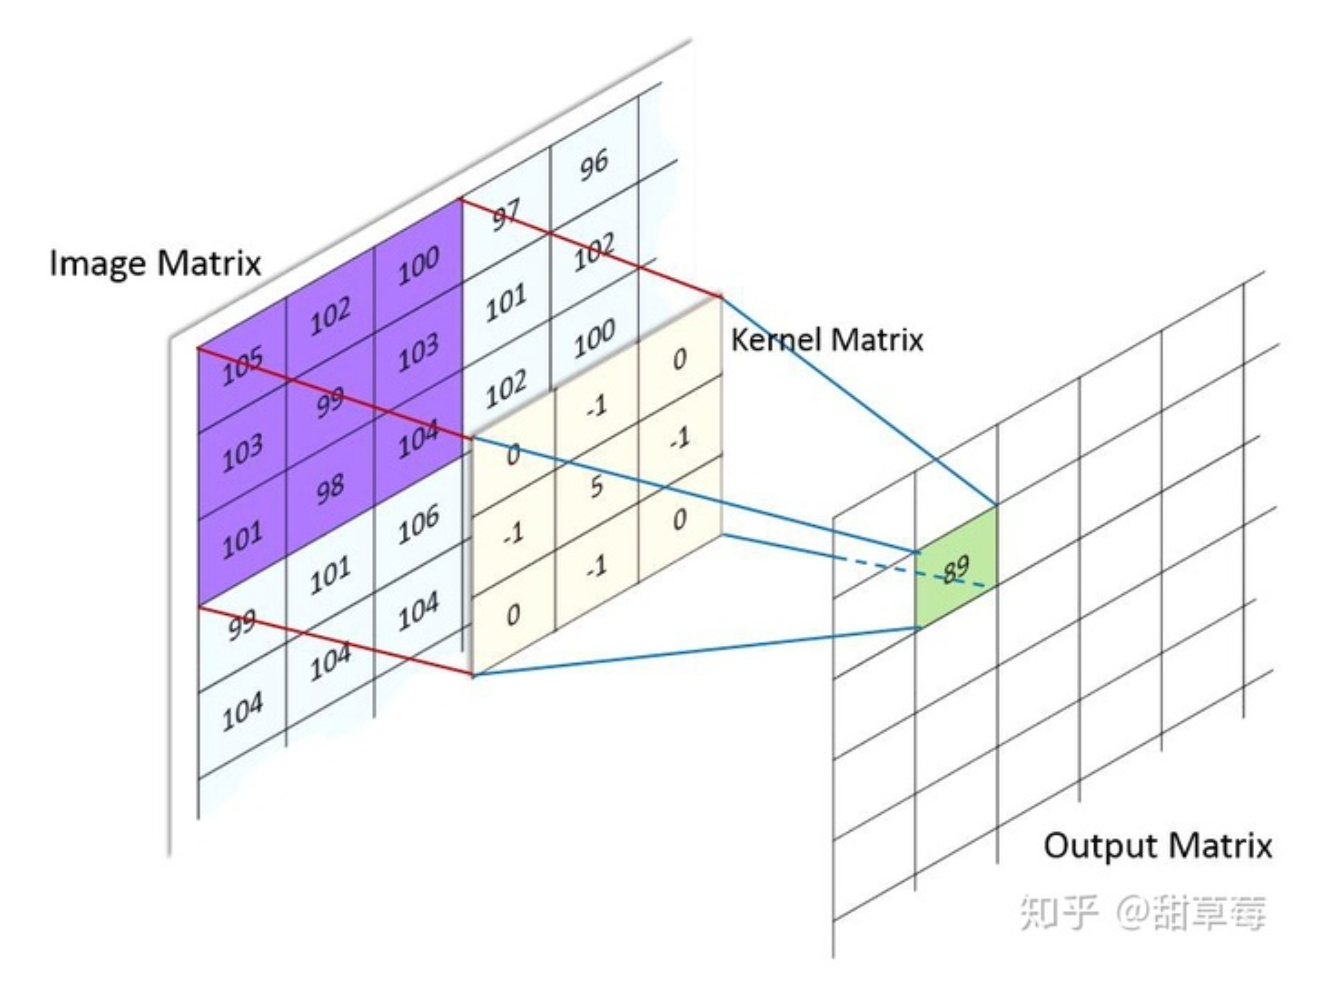 Image Matrix
105 102 100 97 96
103 99 103 101 102
101 98 104 102 100
99 101 106
104 104 104
Kernel Matrix
0 -1 0
-1 5 -1
0 -1 0
89
Output Matrix
知乎 @甜草莓